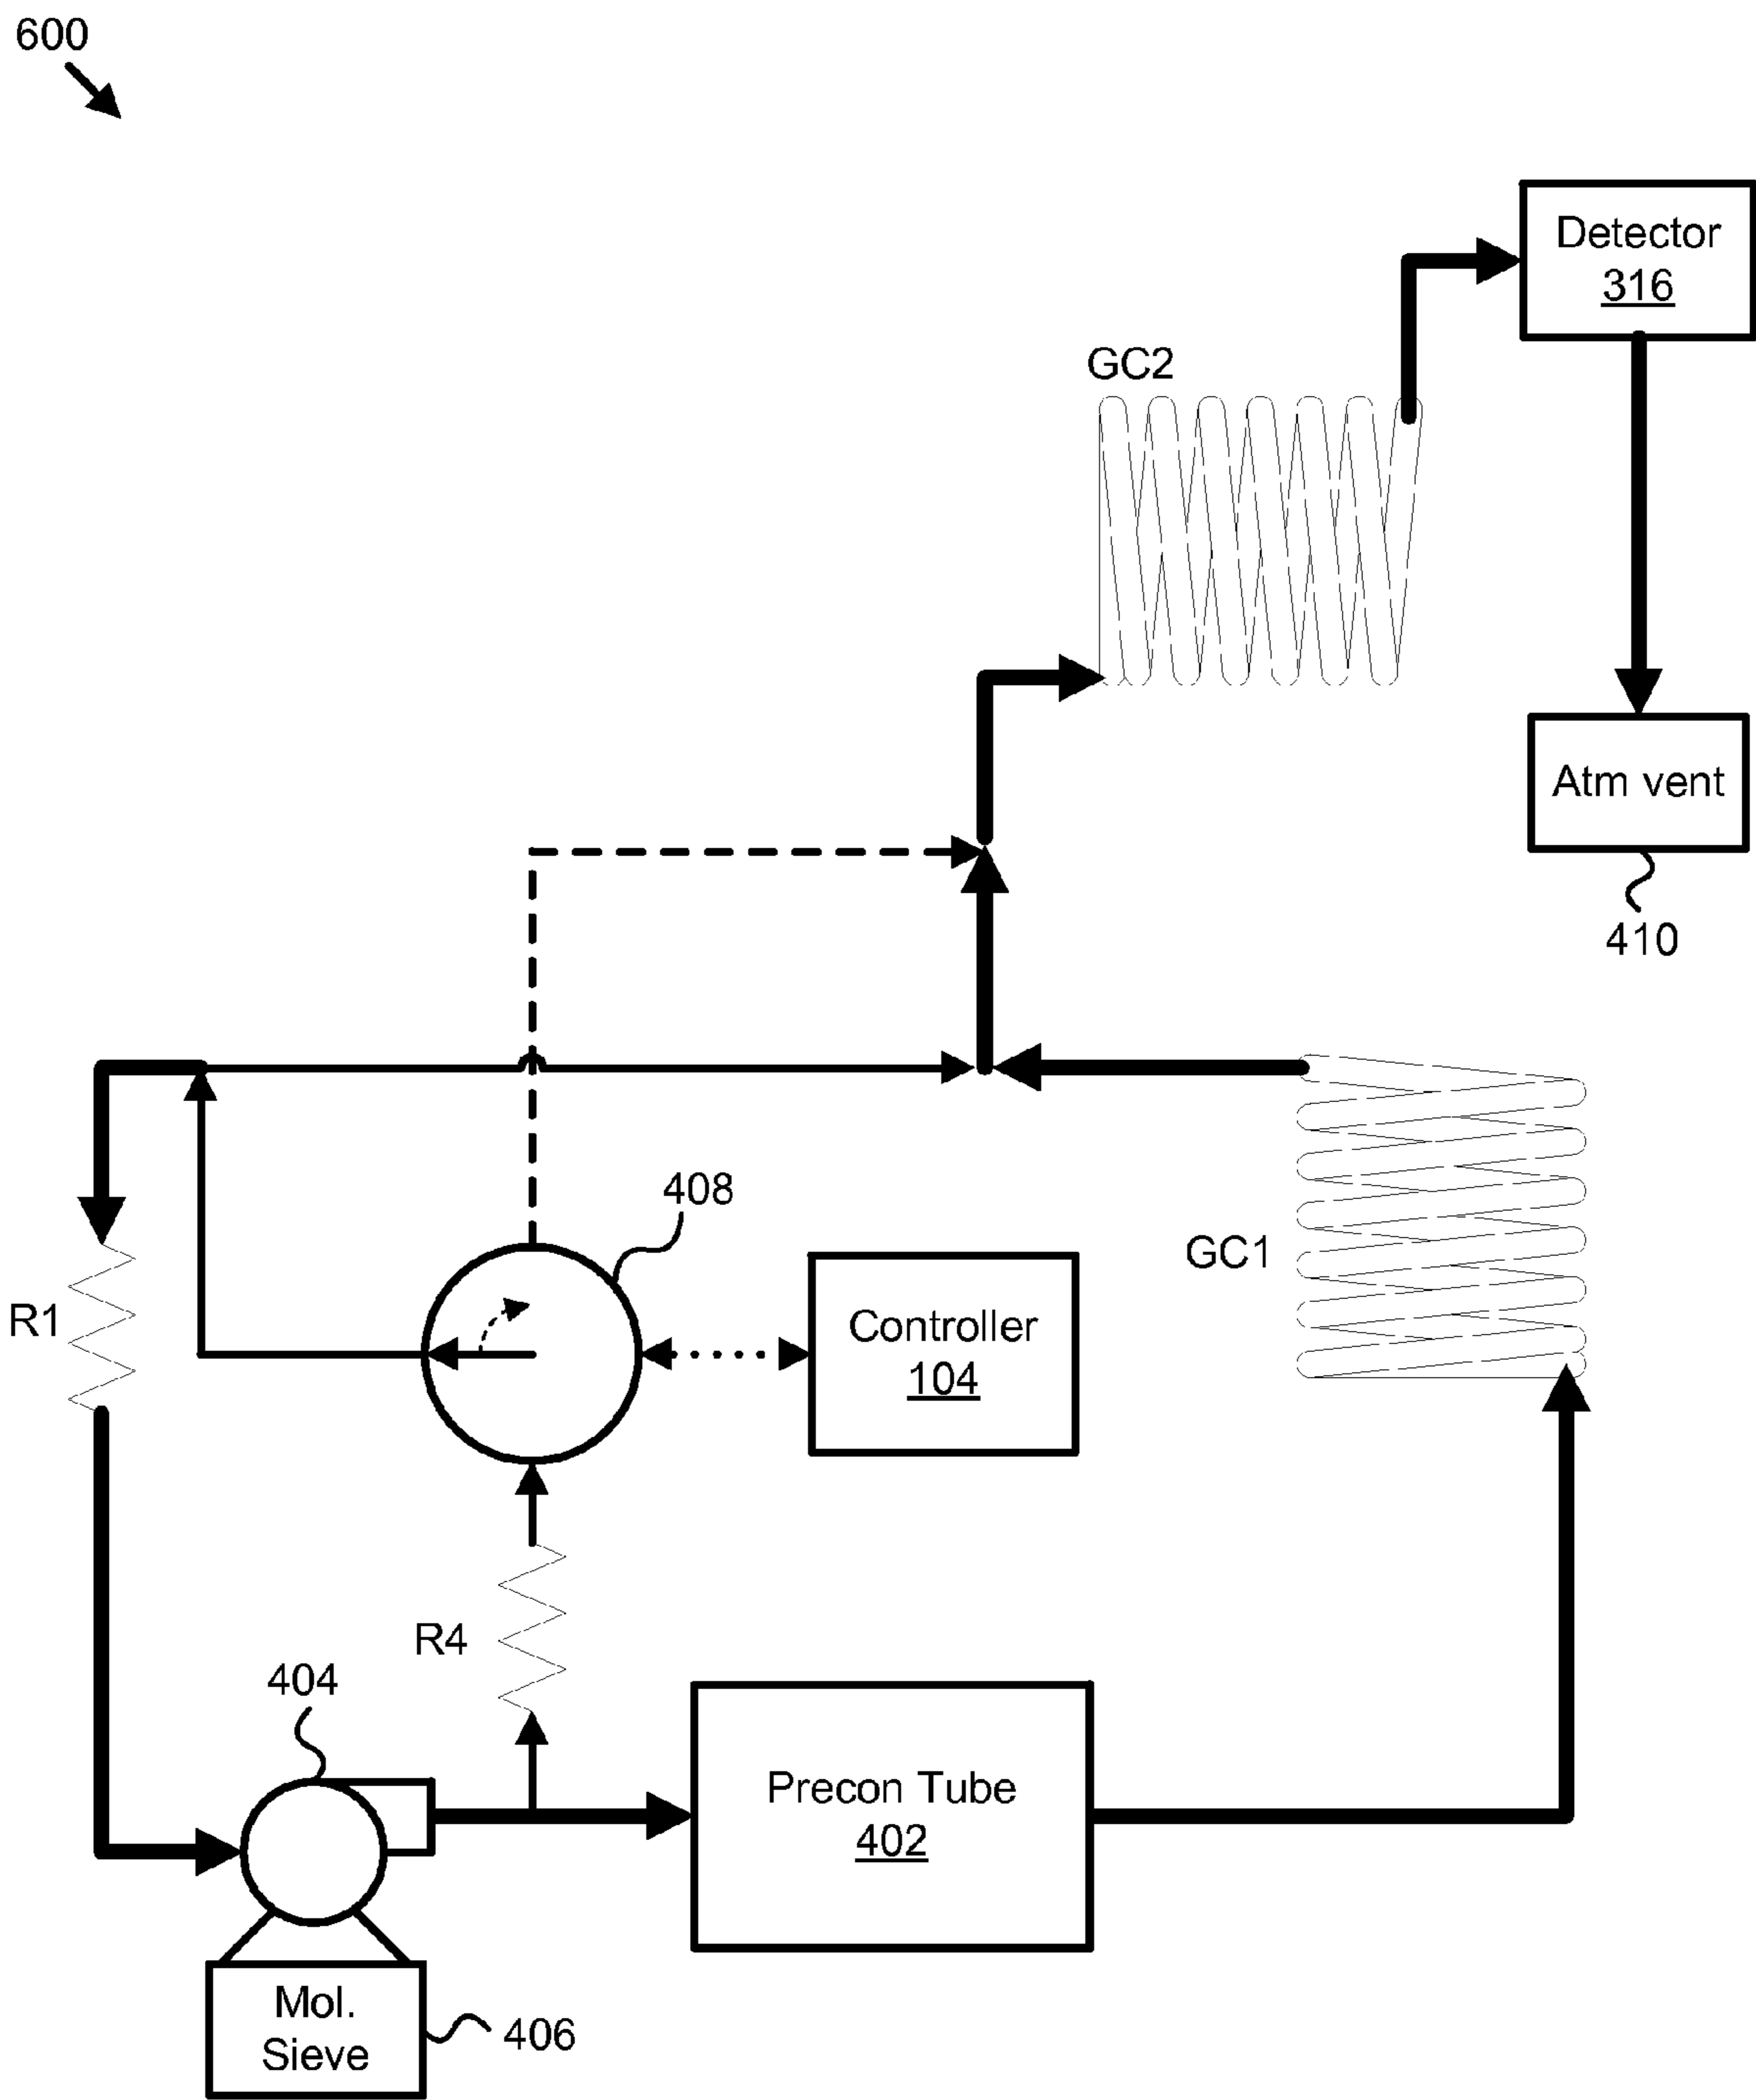 600
Detector
316
GC2
Atm vent
410
408
GC1
R1
Controller
104
R4
404
Precon Tube
402
Mol.
Sieve
406